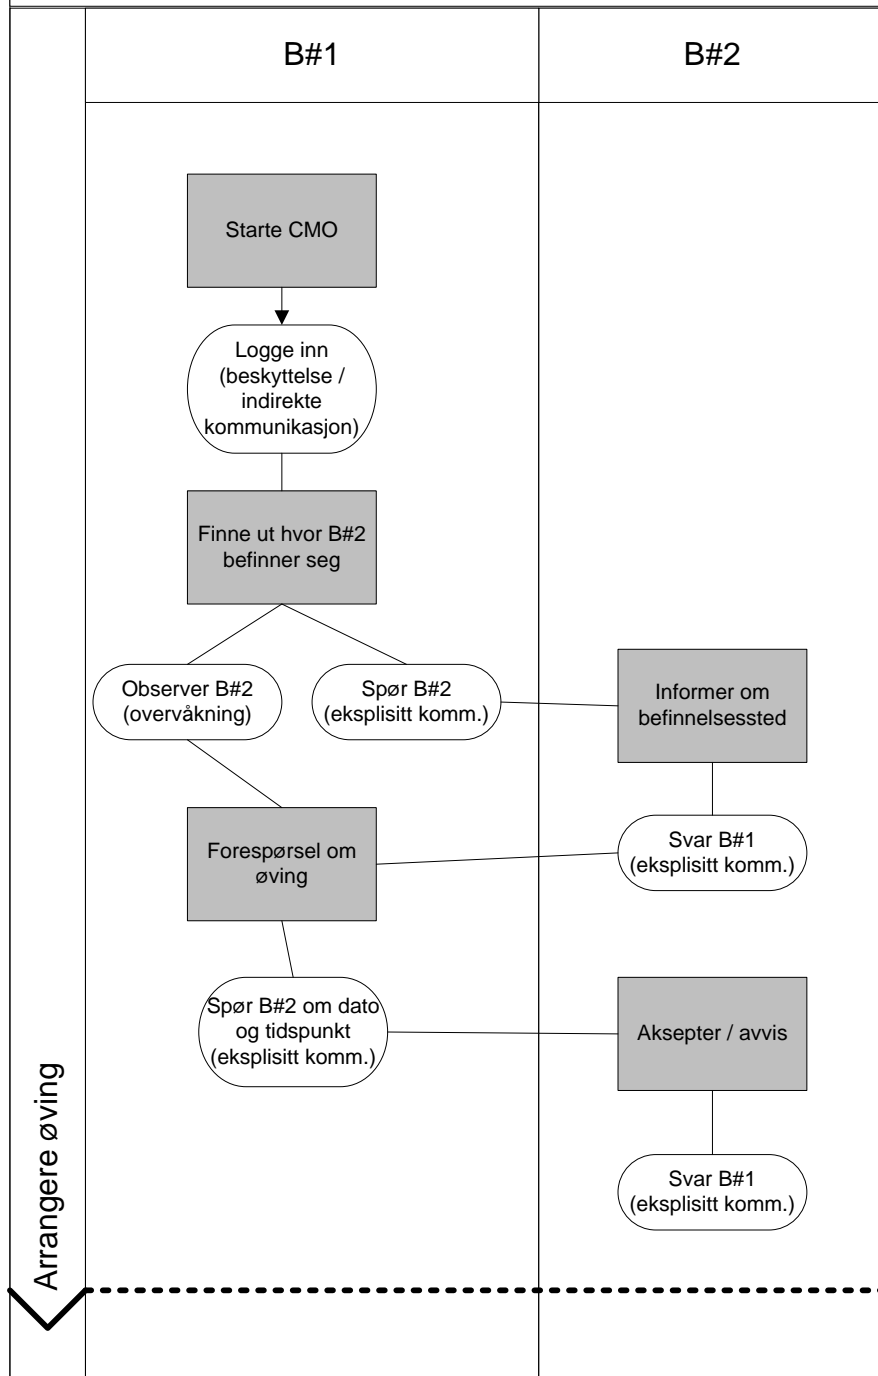 B#1
B#2
Starte CMO
Logge inn
(beskyttelse /
indirekte
kommunikasjon)
Finne ut hvor B#2
befinner seg
Observer B#2
(overvåkning)
Spør B#2
(eksplisitt komm.)
Informer om
befinnelsessted
Forespørsel om
øving
Svar B#1
(eksplisitt komm.)
Spør B#2 om dato
og tidspunkt
(eksplisitt komm.)
Aksepter / avvis
Svar B#1
(eksplisitt komm.)
Arrangere øving